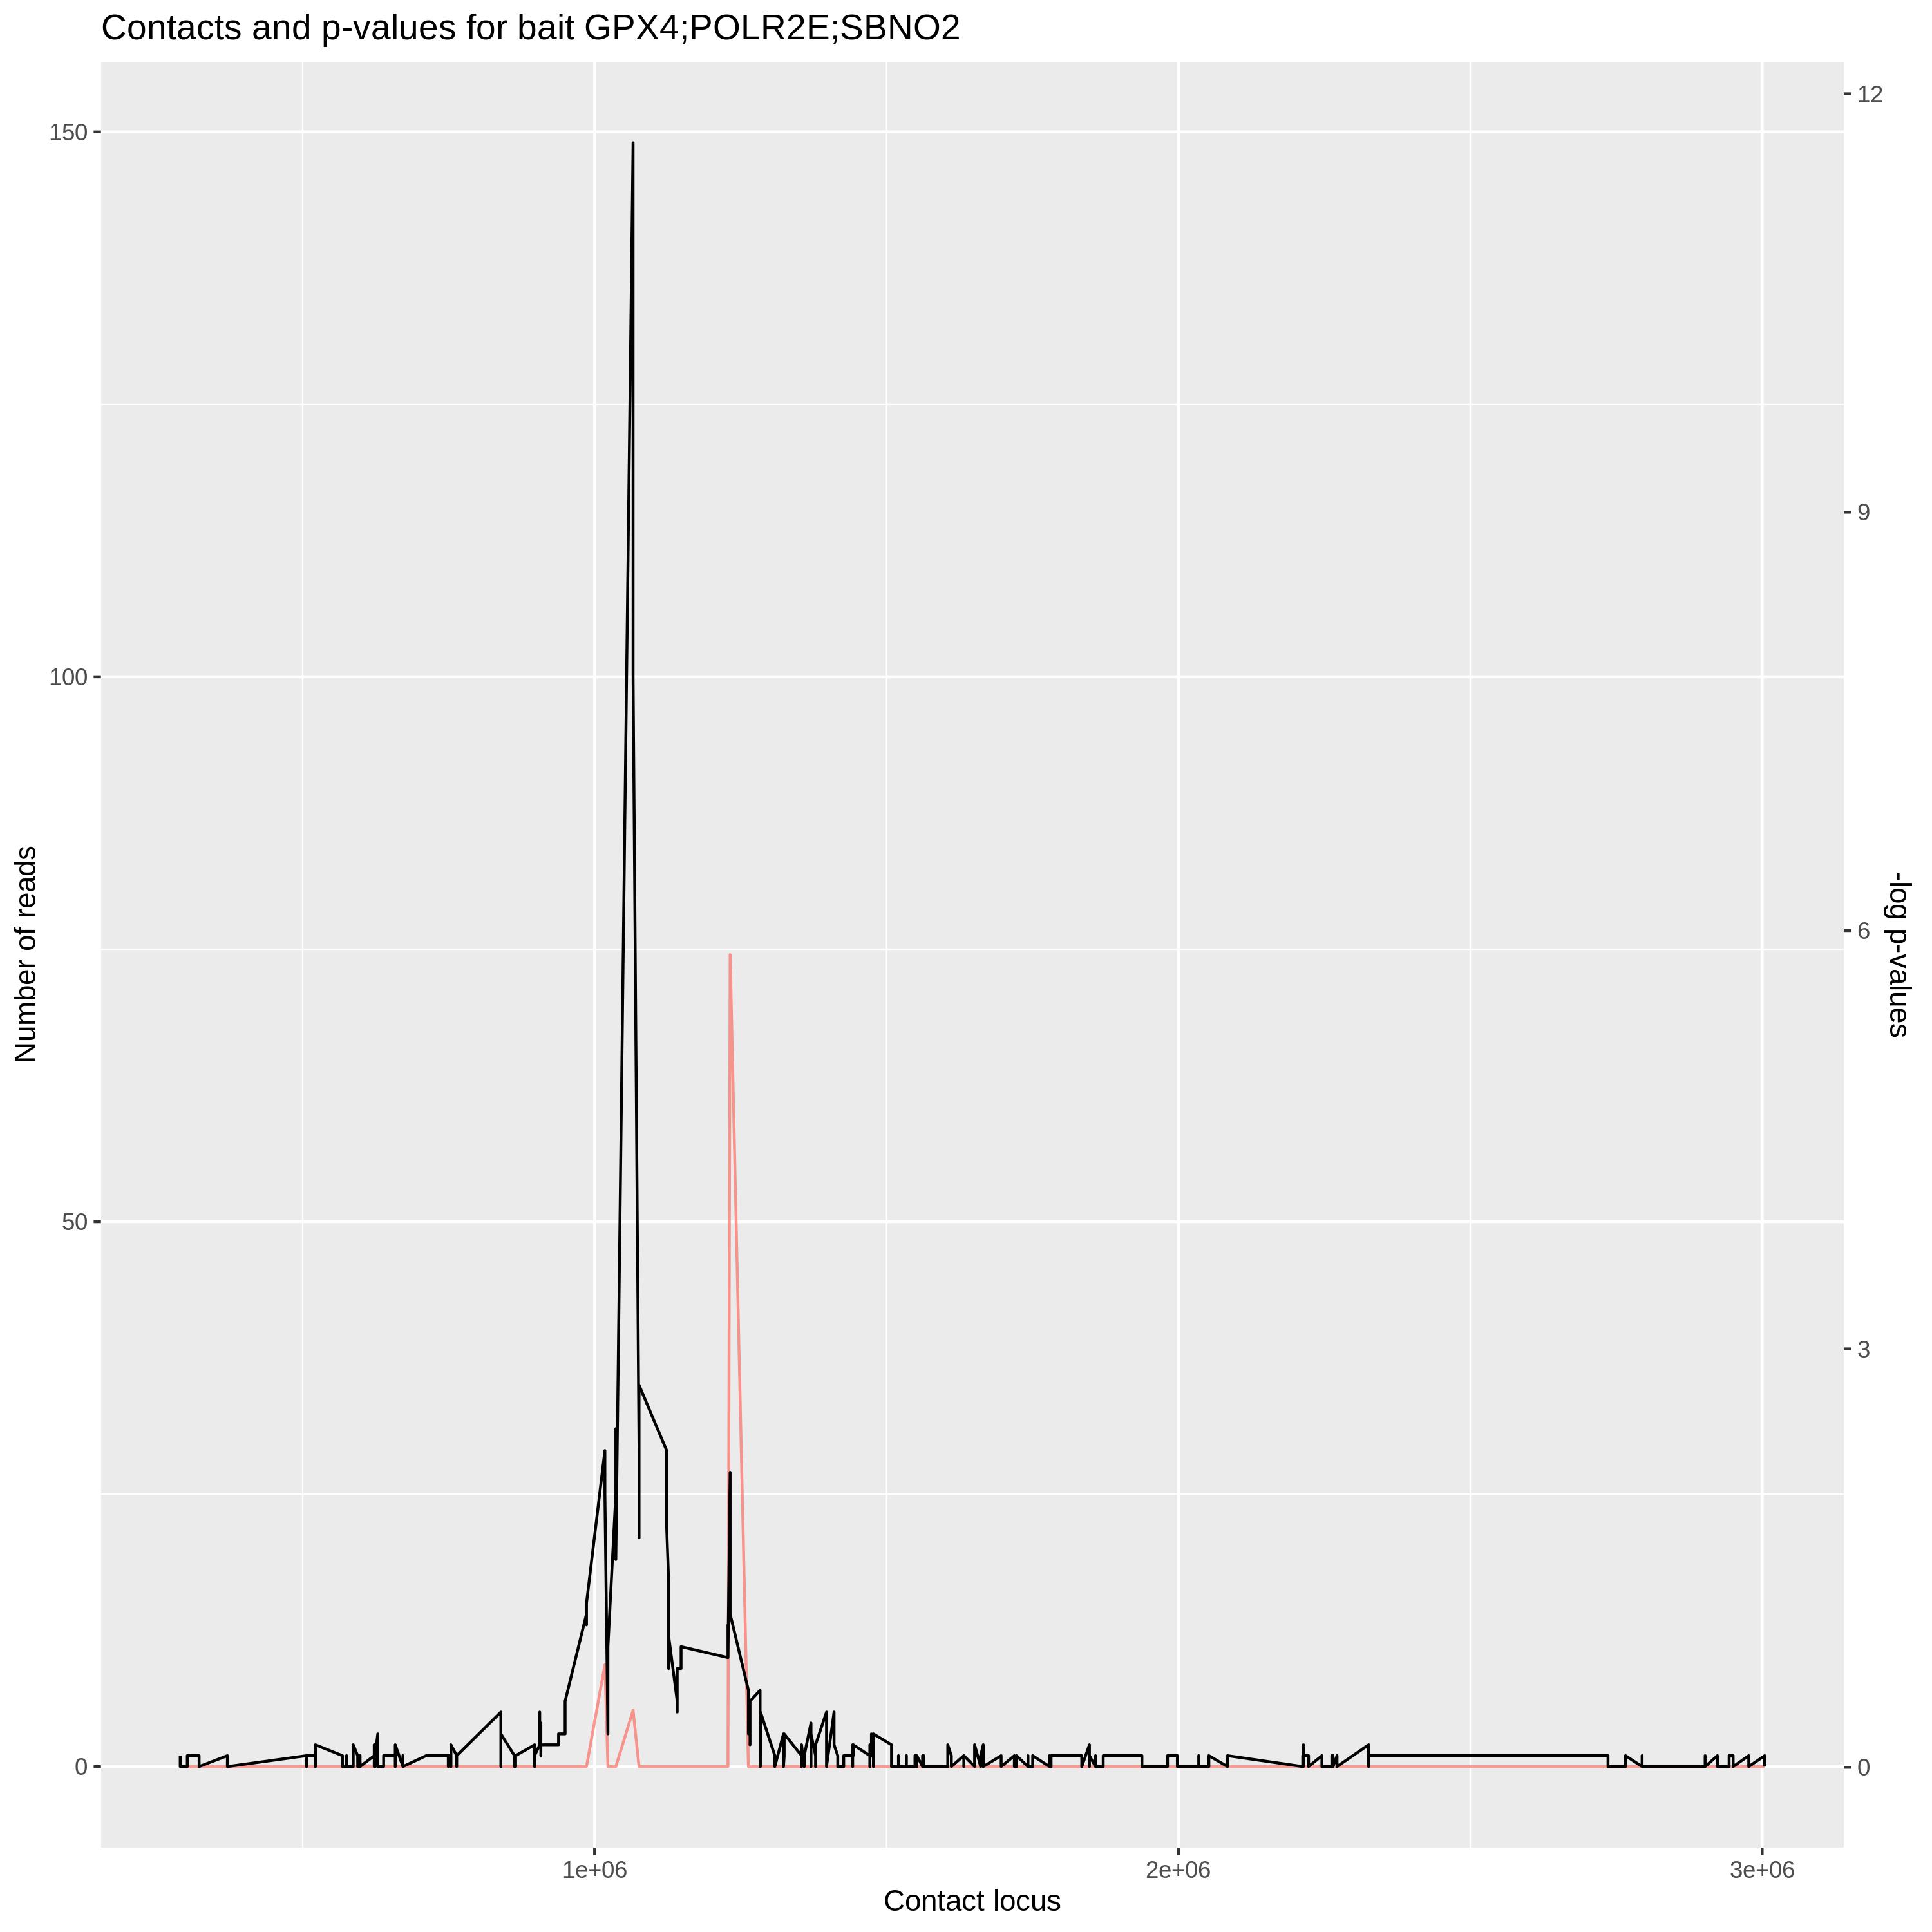 Contacts and p-values for bait GPX4;POLR2E;SBNO2
150
100
50
0
Number of reads
12
9
6
3
0
-log p-values
1e+06
2e+06
3e+06
Contact locus